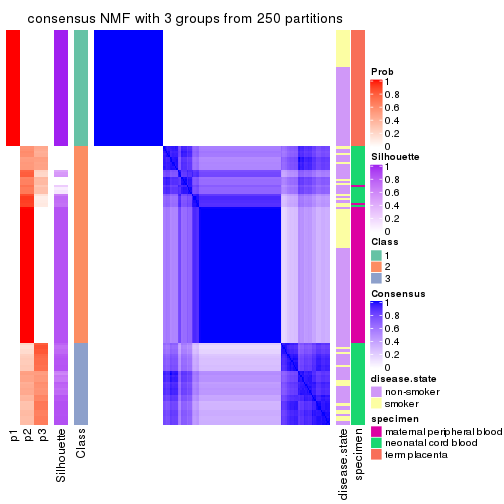 consensus NMF with 3 groups from 250 partitions
Prob
1
0.8
0.6
0.4
0.2
0
Silhouette
1
0.8
0.6
0.4
0.2
0
Class
1
2
3
Consensus
1
0.8
0.6
0.4
0.2
0
disease.state
non-smoker
smoker
specimen
maternal peripheral blood
neonatal cord blood
term placenta
p1
p2
p3
Silhouette
Class
disease.state
specimen